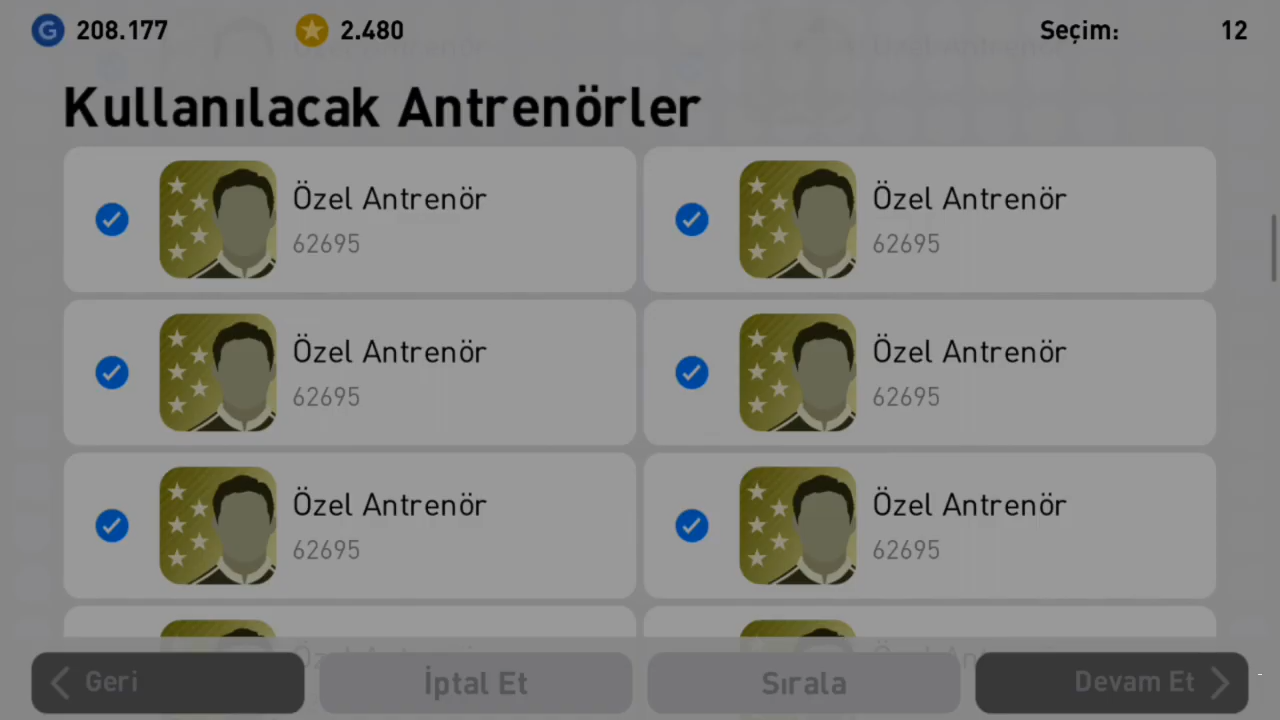 208.177
2.480
Seçim: 12
Kullanılacak Antrenörler
Özel Antrenör
62695
Özel Antrenör
62695
Özel Antrenör
62695
Özel Antrenör
62695
Özel Antrenör
62695
Özel Antrenör
62695
Geri
İptal Et
Sırala
Devam Et